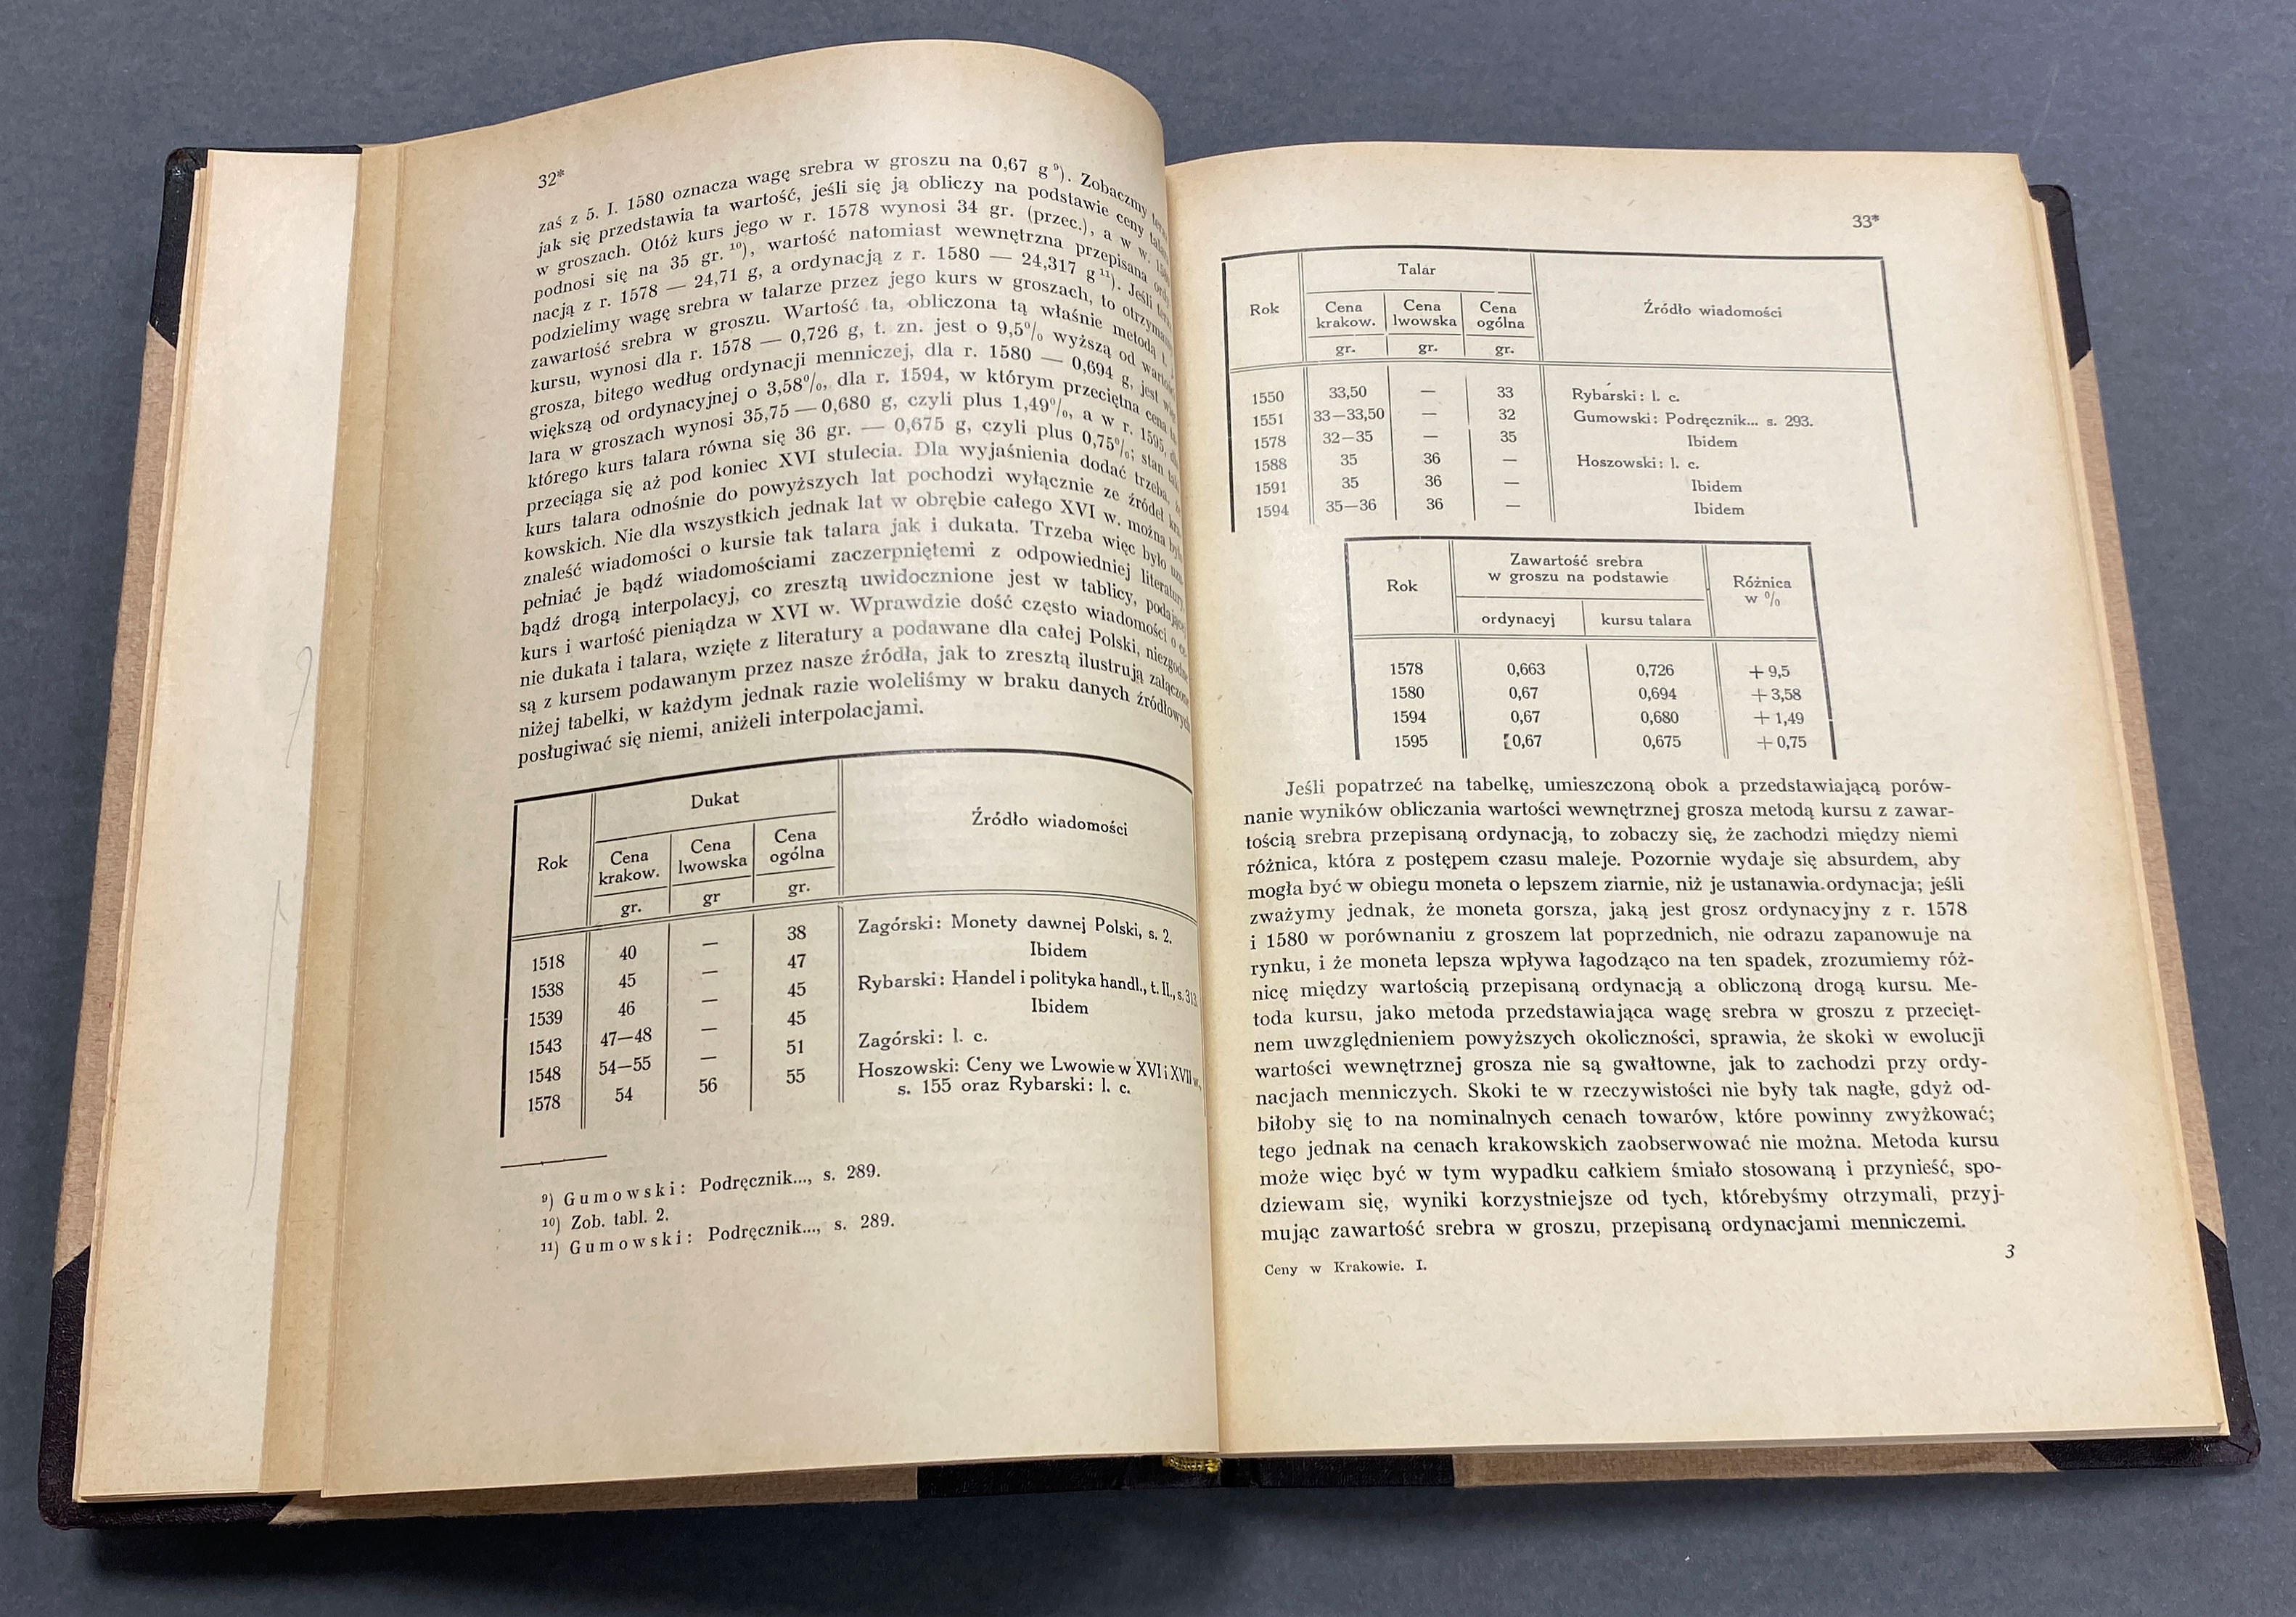 32*
zaś z 5. I. 1580 oznacza wagę srebra w groszu na 0,67 g ⁹). Zobaczmy
jak się przedstawia ta wartość, jeśli się ją obliczy na podstawie ceny
w groszach. Otóż kurs jego w r. 1578 wynosi 34 gr. (przec.), a w
podnosi się na 35 gr. ¹⁰), wartość natomiast wewnętrzna przepisana
nacją z r. 1578 — 24,71 g, a ordynacją z r. 1580 — 24,317 g ¹¹). Jeśli
podzielimy wagę srebra w talarze przez jego kurs w groszach, to otrzymamy
zawartość srebra w groszu. Wartość ta, obliczona tą właśnie metodą
kursu, wynosi dla r. 1578 — 0,726 g, t. zn. jest o 9,5% wyższą od
grosza, bitego według ordynacji menniczej, dla r. 1580 — 0,694 g, jest
większą od ordynacyjnej o 3,58%, dla r. 1594, w którym przeciętna cena
lara w groszach wynosi 35,75 — 0,680 g, czyli plus 1,49%, a w r. 1595,
którego kurs talara równa się 36 gr. — 0,675 g, czyli plus 0,75%; stan
przeciąga się aż pod koniec XVI stulecia. Dla wyjaśnienia dodać trzeba,
kurs talara odnośnie do powyższych lat pochodzi wyłącznie ze źródeł
kowskich. Nie dla wszystkich jednak lat w obrębie całego XVI w. można
znaleść wiadomości o kursie tak talara jak i dukata. Trzeba więc było
pełniać je bądź wiadomościami zaczerpniętemi z odpowiedniej literatury,
bądź drogą interpolacyj, co zresztą uwidocznione jest w tablicy,
kurs i wartość pieniądza w XVI w. Wprawdzie dość często wiadomości o
nie dukata i talara, wzięte z literatury a podawane dla całej Polski, niezgodne
są z kursem podawanym przez nasze źródła, jak to zresztą ilustrują załączone
niżej tabelki, w każdym jednak razie woleliśmy w braku danych źródłowych
posługiwać się niemi, aniżeli interpolacjami.
Rok Dukat Źródło wiadomości
Cena krakow. Cena lwowska Cena ogólna
gr. gr gr.
1518 40 — 38 Zagórski: Monety dawnej Polski, s. 2.
1538 45 — 47 Ibidem
1539 46 — 45 Rybarski: Handel i polityka handl., t. II., s. 313.
1543 47—48 — 45 Ibidem
1548 54—55 — 51 Zagórski: l. c.
1578 54 56 55 Hoszowski: Ceny we Lwowie w XVI i XVII w.,
s. 155 oraz Rybarski: l. c.
⁹) Gumowski: Podręcznik..., s. 289.
¹⁰) Zob. tabl. 2.
¹¹) Gumowski: Podręcznik..., s. 289.
33*
Rok Talar Źródło wiadomości
Cena krakow. Cena lwowska Cena ogólna
gr. gr. gr.
1550 33,50 — 33 Rybarski: l. c.
1551 33—33,50 — 32 Gumowski: Podręcznik... s. 293.
1578 32—35 — 35 Ibidem
1588 35 36 — Hoszowski: l. c.
1591 35 36 — Ibidem
1594 35—36 36 — Ibidem
Rok Zawartość srebra w groszu na podstawie Różnica w %
ordynacyj kursu talara
1578 0,663 0,726 +9,5
1580 0,67 0,694 +3,58
1594 0,67 0,680 +1,49
1595 0,67 0,675 +0,75
Jeśli popatrzeć na tabelkę, umieszczoną obok a przedstawiającą porów-
nanie wyników obliczania wartości wewnętrznej grosza metodą kursu z zawar-
tością srebra przepisaną ordynacją, to zobaczy się, że zachodzi między niemi
różnica, która z postępem czasu maleje. Pozornie wydaje się absurdem, aby
mogła być w obiegu moneta o lepszem ziarnie, niż je ustanawia ordynacja; jeśli
zważymy jednak, że moneta gorsza, jaką jest grosz ordynacyjny z r. 1578
i 1580 w porównaniu z groszem lat poprzednich, nie odrazu zapanowuje na
rynku, i że moneta lepsza wpływa łagodząco na ten spadek, zrozumiemy róż-
nicę między wartością przepisaną ordynacją a obliczoną drogą kursu. Me-
toda kursu, jako metoda przedstawiająca wagę srebra w groszu z przecięt-
nem uwzględnieniem powyższych okoliczności, sprawia, że skoki w ewolucji
wartości wewnętrznej grosza nie są gwałtowne, jak to zachodzi przy ordy-
nacjach menniczych. Skoki te w rzeczywistości nie były tak nagłe, gdyż od-
biłoby się to na nominalnych cenach towarów, które powinny zwyżkować;
tego jednak na cenach krakowskich zaobserwować nie można. Metoda kursu
może więc być w tym wypadku całkiem śmiało stosowaną i przynieść, spo-
dziewam się, wyniki korzystniejsze od tych, którebyśmy otrzymali, przyj-
mując zawartość srebra w groszu, przepisaną ordynacjami menniczemi.
Ceny w Krakowie. I.
3